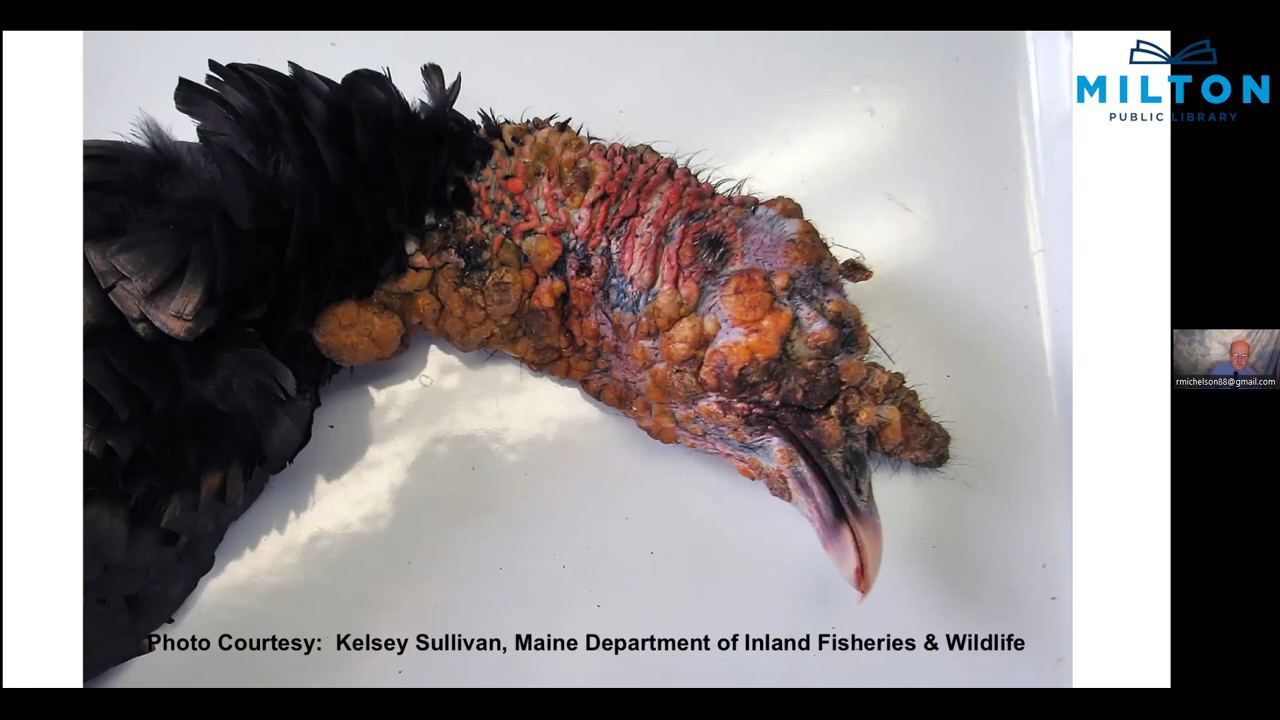 MILTON
PUBLIC LIBRARY
rmichelson88@gmail.com
Photo Courtesy:  Kelsey Sullivan, Maine Department of Inland Fisheries & Wildlife